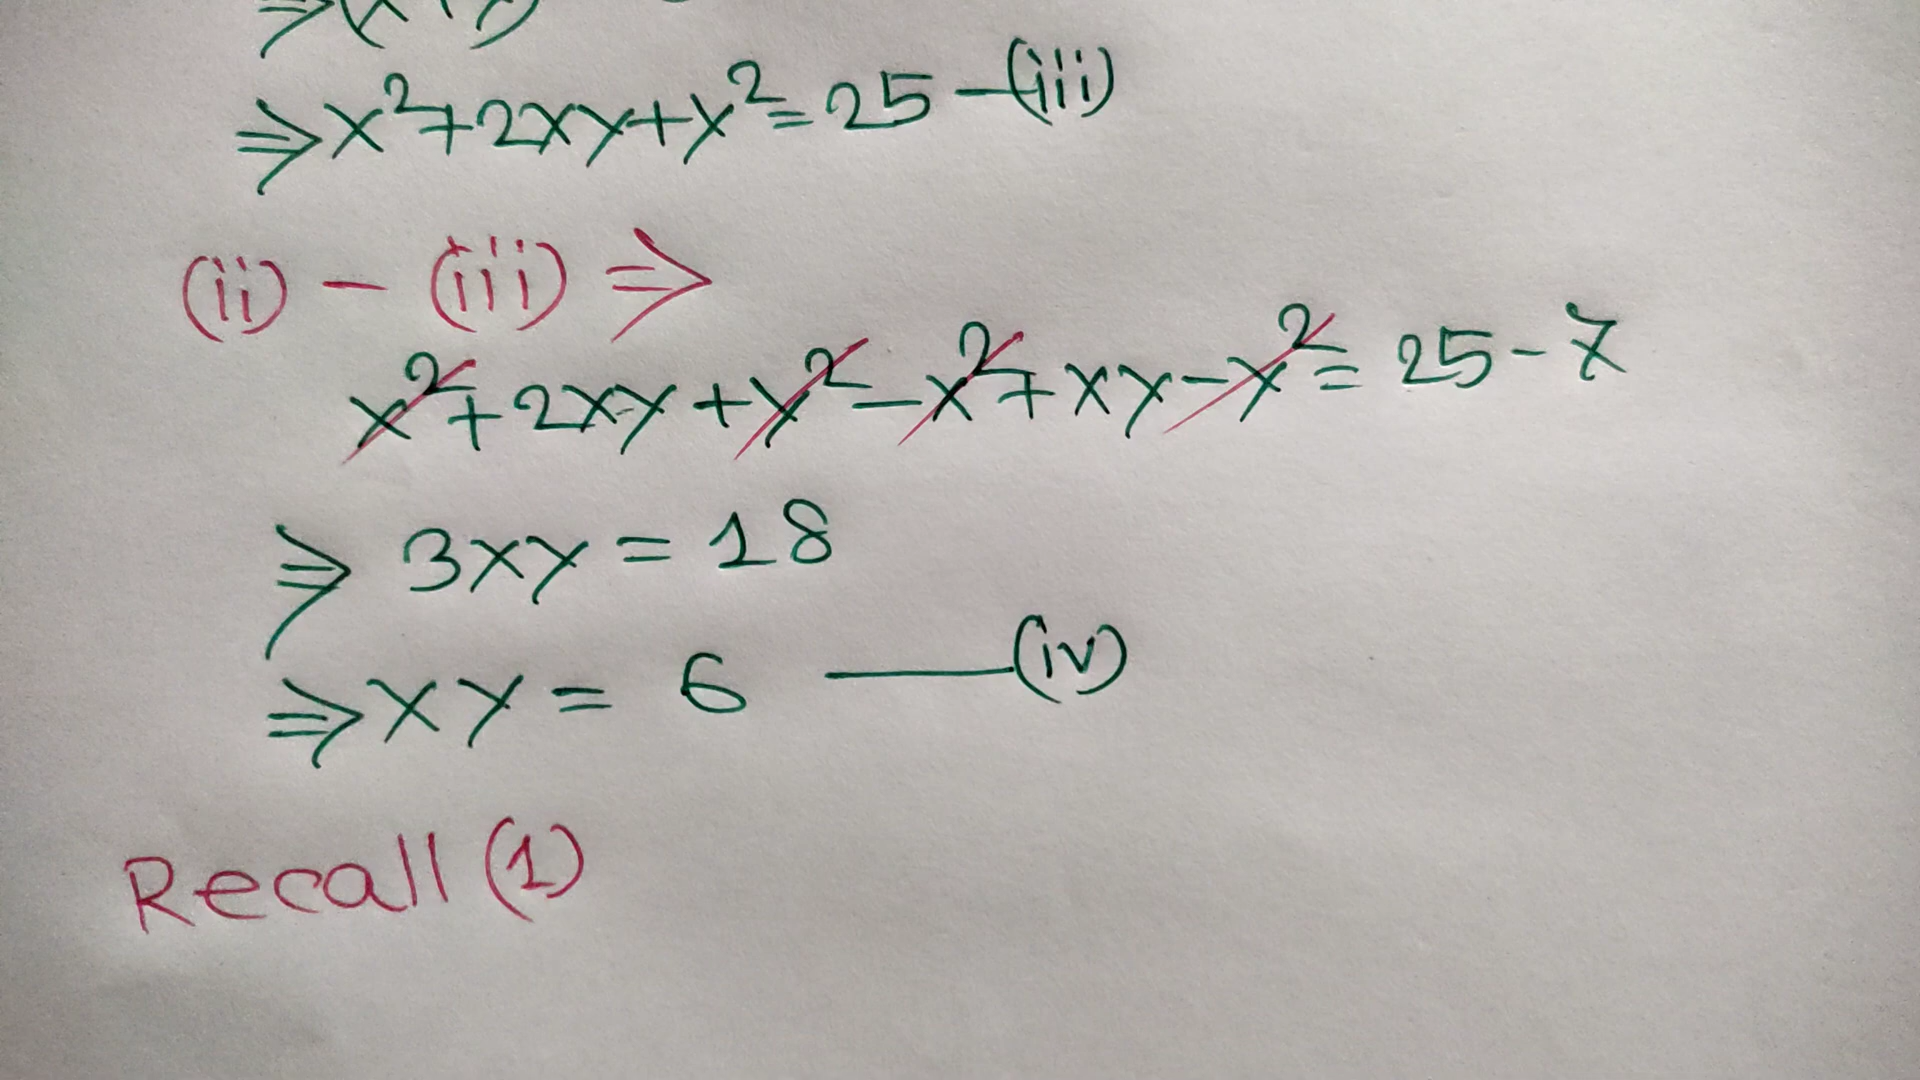 ⇒x²+2xy+y²=25 —(iii)
(ii) – (iii) ⇒
x²+2xy+y²–x²+xy–y²= 25-7
⇒ 3xy = 18
⇒xy = 6 ——(iv)
Recall (1)